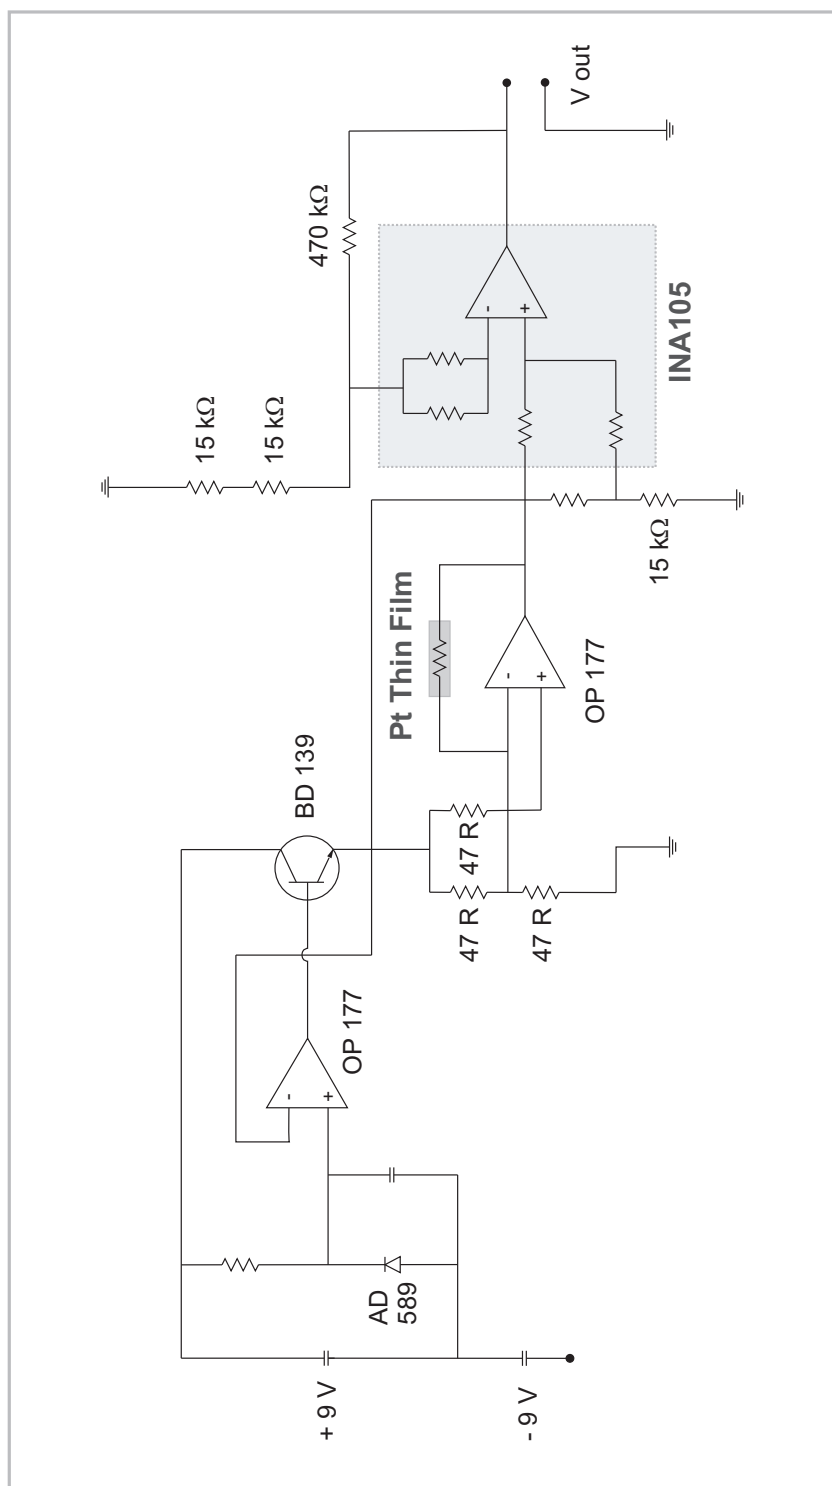 + 9 V
- 9 V
AD
589
-
+
OP 177
BD 139
47 R
47 R
47 R
Pt Thin Film
-
+
OP 177
15 kΩ
15 kΩ
15 kΩ
470 kΩ
-
+
INA105
V out